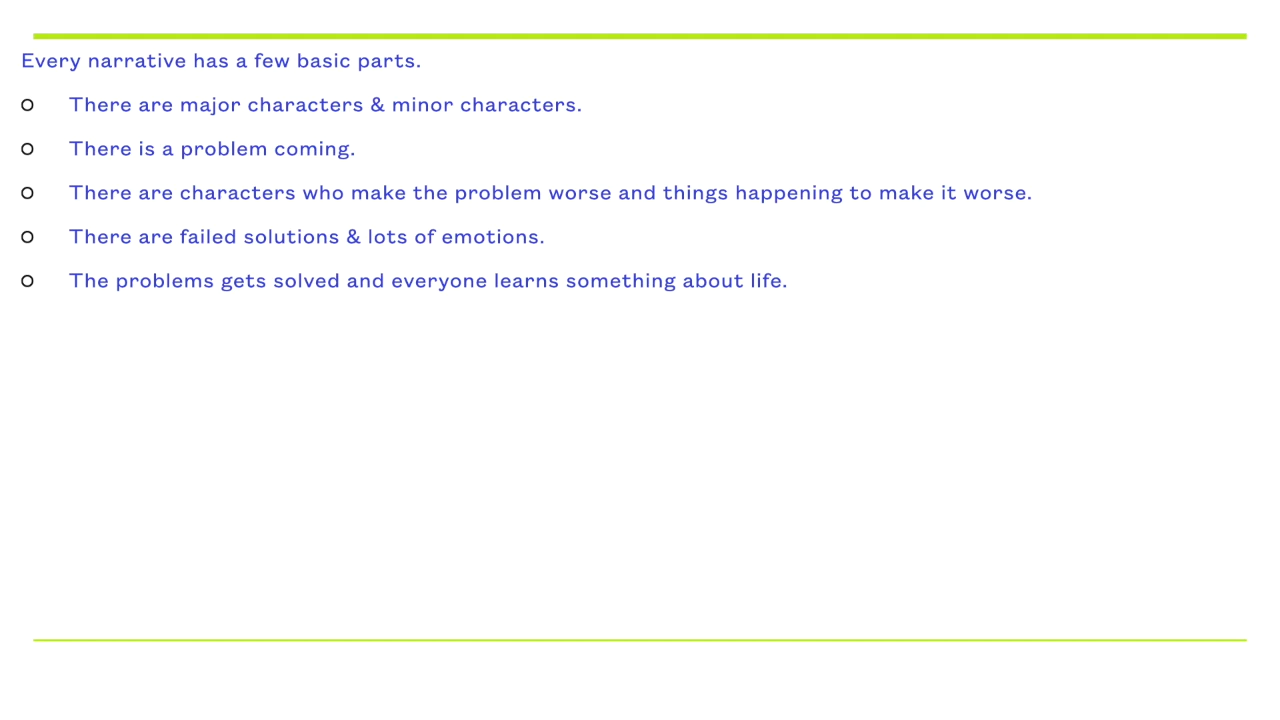 Every narrative has a few basic parts.
o There are major characters & minor characters.
o There is a problem coming.
o There are characters who make the problem worse and things happening to make it worse.
o There are failed solutions & lots of emotions.
o The problems gets solved and everyone learns something about life.